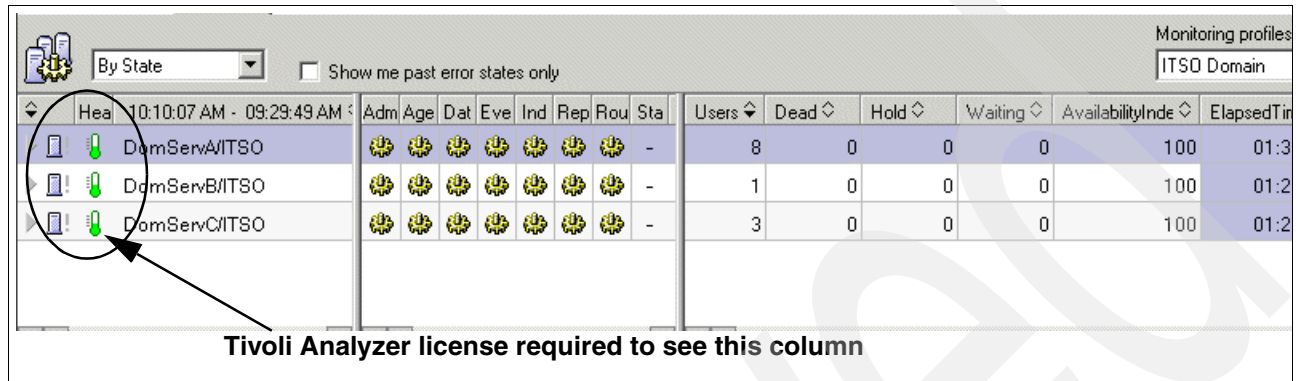 Monitoring profiles
By State
Show me past error states only
ITSO Domain
Hea 10:10:07 AM - 09:29:49 AM Adm Age Dat Eve Ind Rep Rou Sta Users Dead Hold Waiting AvailabilityInde ElapsedTin
DomServA/ITSO - 8 0 0 0 100 01:3
DomServB/ITSO - 1 0 0 0 100 01:2
DomServC/ITSO - 3 0 0 0 100 01:2
Tivoli Analyzer license required to see this column